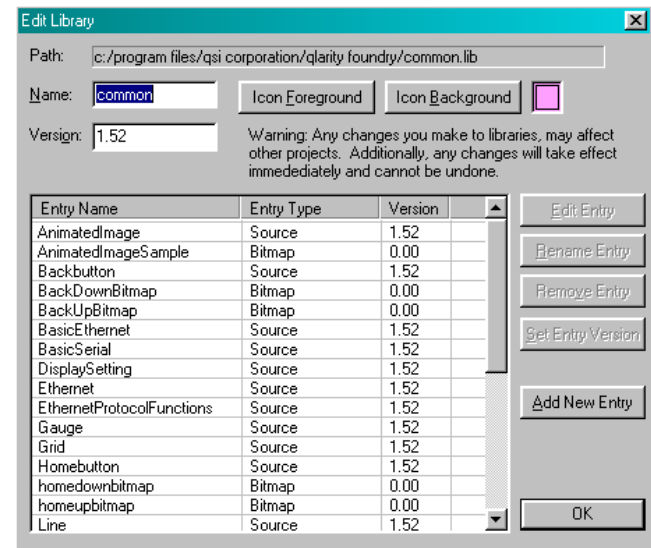 Edit Library
Path: c:/program files/qsi corporation/qlarity foundry/common.lib
Name: common Icon Foreground Icon Background
Version: 1.52
Warning: Any changes you make to libraries, may affect
other projects. Additionally, any changes will take effect
immedediately and cannot be undone.
Entry Name Entry Type Version
AnimatedImage Source 1.52
AnimatedImageSample Bitmap 0.00
Backbutton Source 1.52
BackDownBitmap Bitmap 0.00
BackUpBitmap Bitmap 0.00
BasicEthernet Source 1.52
BasicSerial Source 1.52
DisplaySetting Source 1.52
Ethernet Source 1.52
EthernetProtocolFunctions Source 1.52
Gauge Source 1.52
Grid Source 1.52
Homebutton Source 1.52
homedownbitmap Bitmap 0.00
homeupbitmap Bitmap 0.00
Line Source 1.52
Edit Entry
Rename Entry
Remove Entry
Set Entry Version
Add New Entry
OK